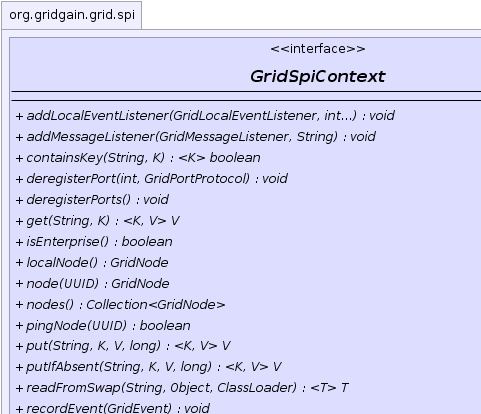 org.gridgain.grid.spi
<<interface>>
GridSpiContext
+ addLocalEventListener(GridLocalEventListener, int...) : void
+ addMessageListener(GridMessageListener, String) : void
+ containsKey(String, K) : <K> boolean
+ deregisterPort(int, GridPortProtocol) : void
+ deregisterPorts() : void
+ get(String, K) : <K, V> V
+ isEnterprise() : boolean
+ localNode() : GridNode
+ node(UUID) : GridNode
+ nodes() : Collection<GridNode>
+ pingNode(UUID) : boolean
+ put(String, K, V, long) : <K, V> V
+ putIfAbsent(String, K, V, long) : <K, V> V
+ readFromSwap(String, Object, ClassLoader) : <T> T
+ recordEvent(GridEvent) : void